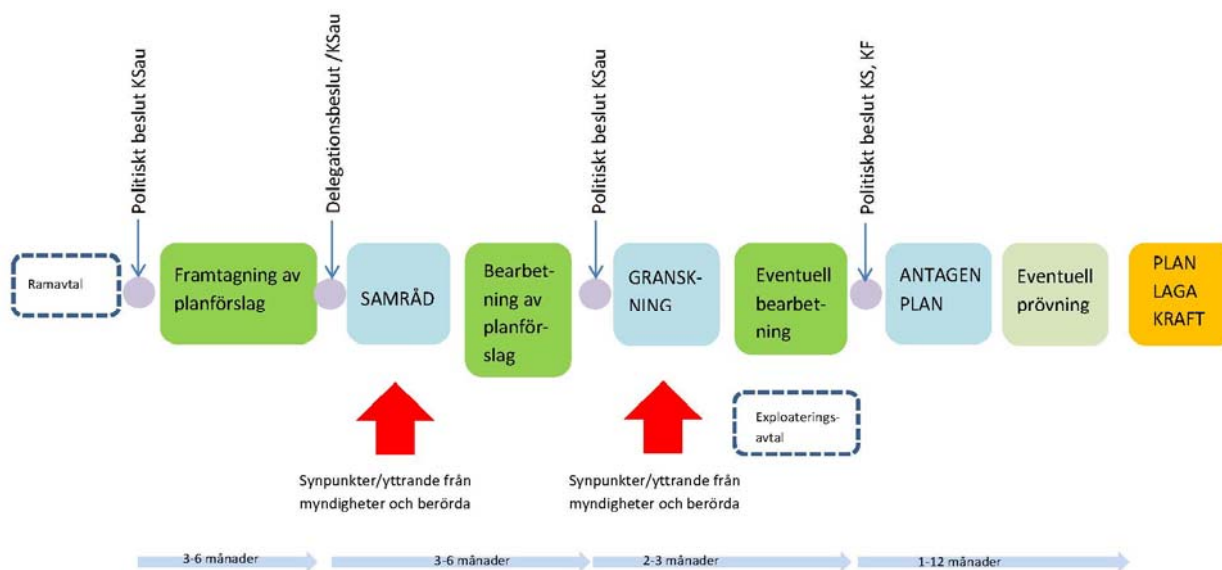 Politiskt beslut KSau
Delegationsbeslut /KSau
Politiskt beslut KSau
Politiskt beslut KS, KF
Ramavtal
Framtagning av
planförslag
SAMRÅD
Bearbet-
ning av
planför-
slag
GRANSK-
NING
Eventuell
bearbet-
ning
ANTAGEN
PLAN
Eventuell
prövning
PLAN
LAGA
KRAFT
Exploaterings-
avtal
Synpunkter/yttrande från
myndigheter och berörda
Synpunkter/yttrande från
myndigheter och berörda
3-6 månader
3-6 månader
2-3 månader
1-12 månader